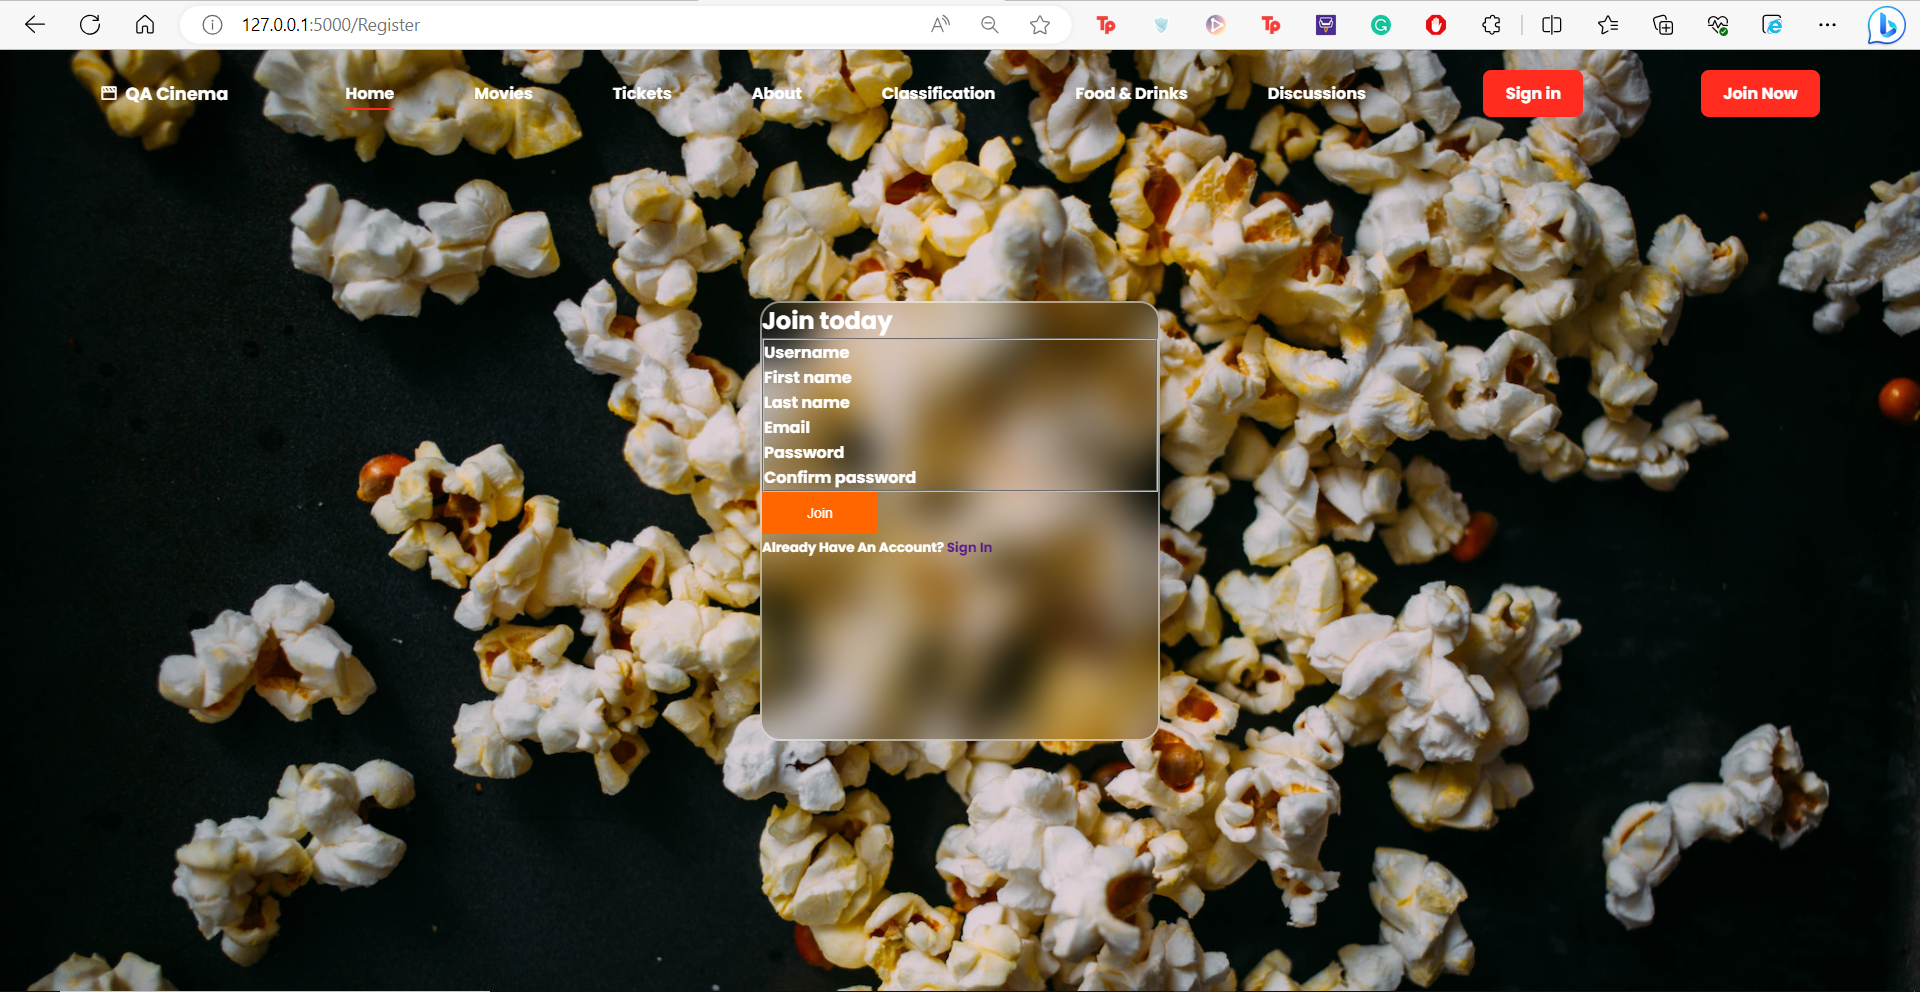 127.0.0.1:5000/Register
QA Cinema Home Movies Tickets About Classification Food & Drinks Discussions Sign in Join Now
Join today
Username
First name
Last name
Email
Password
Confirm password
Join
Already Have An Account? Sign In